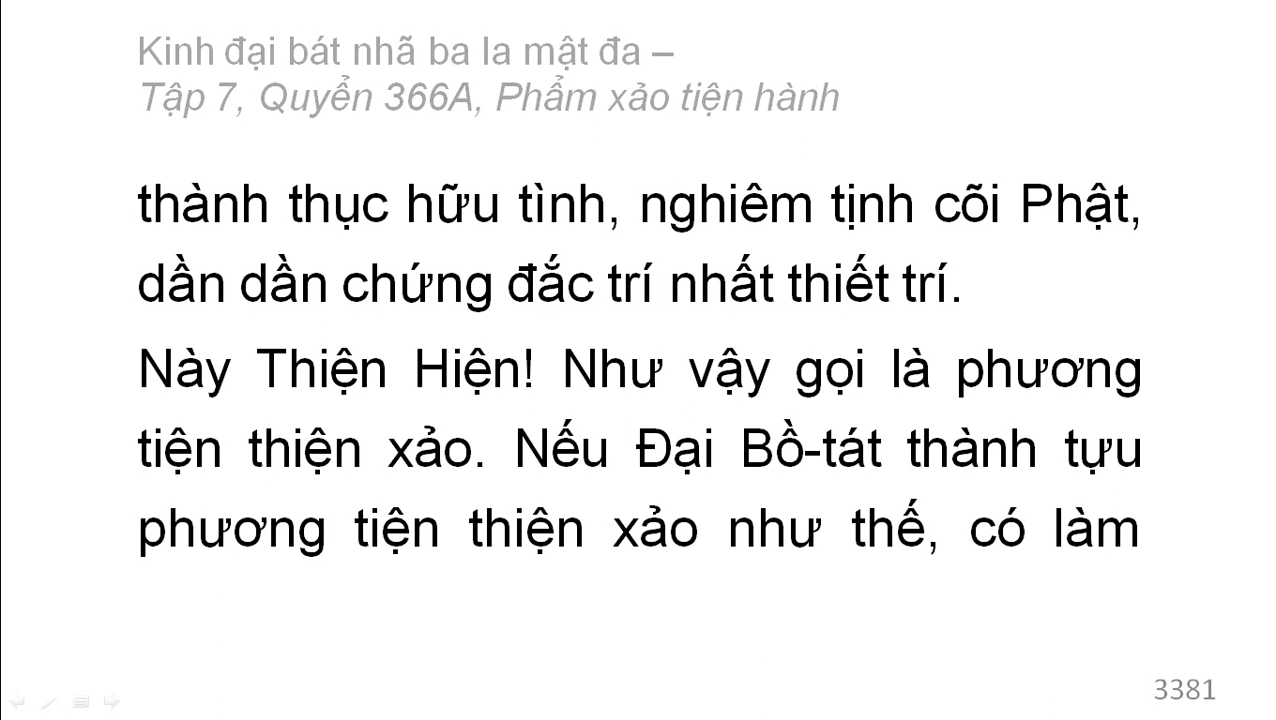 Kinh đại bát nhã ba la mật đa –
Tập 7, Quyển 366A, Phẩm xảo tiện hành
thành thục hữu tình, nghiêm tịnh cõi Phật,
dần dần chứng đắc trí nhất thiết trí.
Này Thiện Hiện! Như vậy gọi là phương
tiện thiện xảo. Nếu Đại Bồ-tát thành tựu
phương tiện thiện xảo như thế, có làm
3381